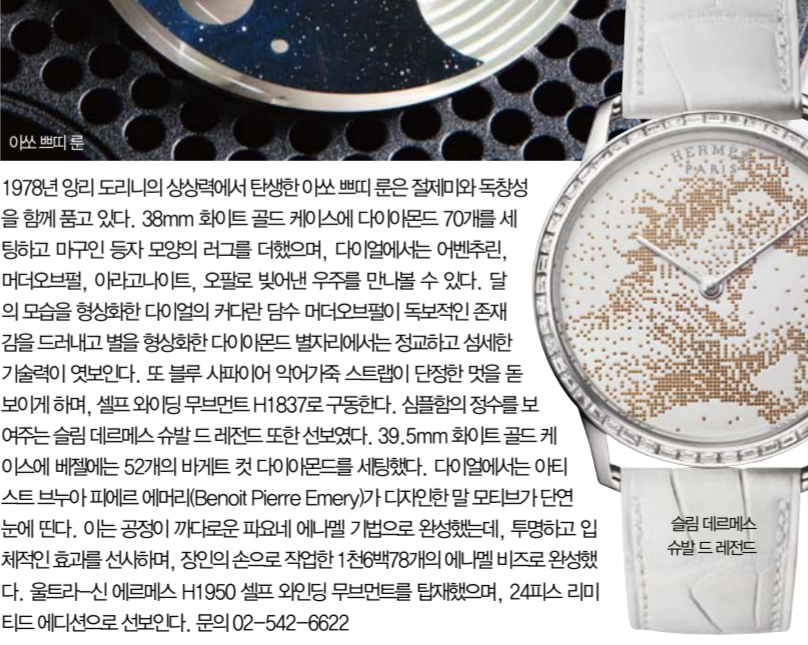 아쏘 쁘띠 룬
1978년 앙리 도리니의 상상력에서 탄생한 아쏘 쁘띠 룬은 절제미와 독창성
을 함께 품고 있다. 38mm 화이트 골드 케이스에 다이아몬드 70개를 세
팅하고 마구인 등자 모양의 러그를 더했으며, 다이얼에서는 어벤추린,
머더오브펄, 아라고나이트, 오팔로 빚어낸 우주를 만나볼 수 있다. 달
의 모습을 형상화한 다이얼의 커다란 담수 머더오브펄이 독보적인 존재
감을 드러내고 별을 형상화한 다이아몬드 별자리에서는 정교하고 섬세한
기술력이 엿보인다. 또 블루 사파이어 악어가죽 스트랩이 단정한 멋을 돋
보이게 하며, 셀프 와이딩 무브먼트 H1837로 구동한다. 심플함의 정수를 보
여주는 슬림 데르메스 슈발 드 레전드 또한 선보였다. 39.5mm 화이트 골드 케
이스에 베젤에는 52개의 바게트 컷 다이아몬드를 세팅했다. 다이얼에서는 아티
스트 브누아 피에르 에머리(Benoit Pierre Emery)가 디자인한 말 모티브가 단연
눈에 띤다. 이는 공정이 까다로운 파요네 에나멜 기법으로 완성했는데, 투명하고 입
체적인 효과를 선사하며, 장인의 손으로 작업한 1천6백78개의 에나멜 비즈로 완성했
다. 울트라-신 에르메스 H1950 셀프 와인딩 무브먼트를 탑재했으며, 24피스 리미
티드 에디션으로 선보인다. 문의 02-542-6622
HERMÈS
PARIS
슬림 데르메스
슈발 드 레전드